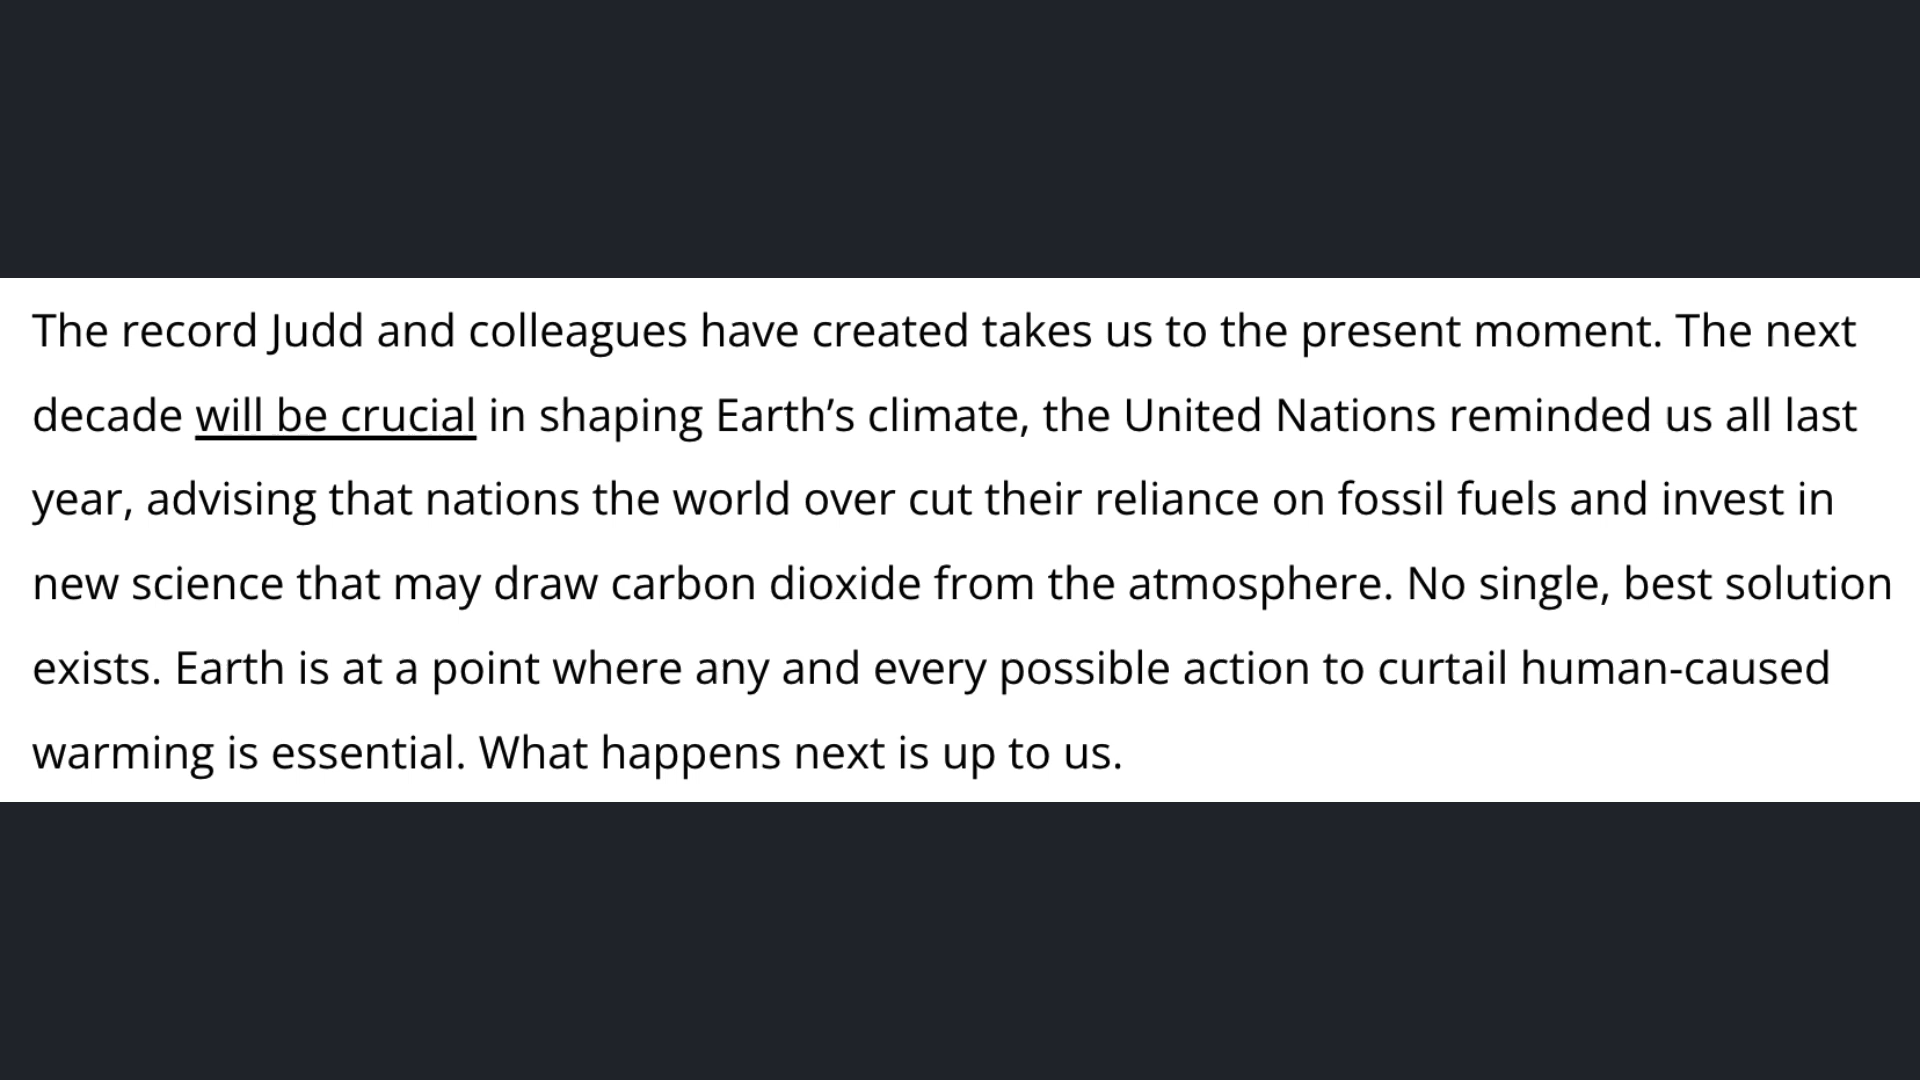 The record Judd and colleagues have created takes us to the present moment. The next
decade will be crucial in shaping Earth’s climate, the United Nations reminded us all last
year, advising that nations the world over cut their reliance on fossil fuels and invest in
new science that may draw carbon dioxide from the atmosphere. No single, best solution
exists. Earth is at a point where any and every possible action to curtail human-caused
warming is essential. What happens next is up to us.